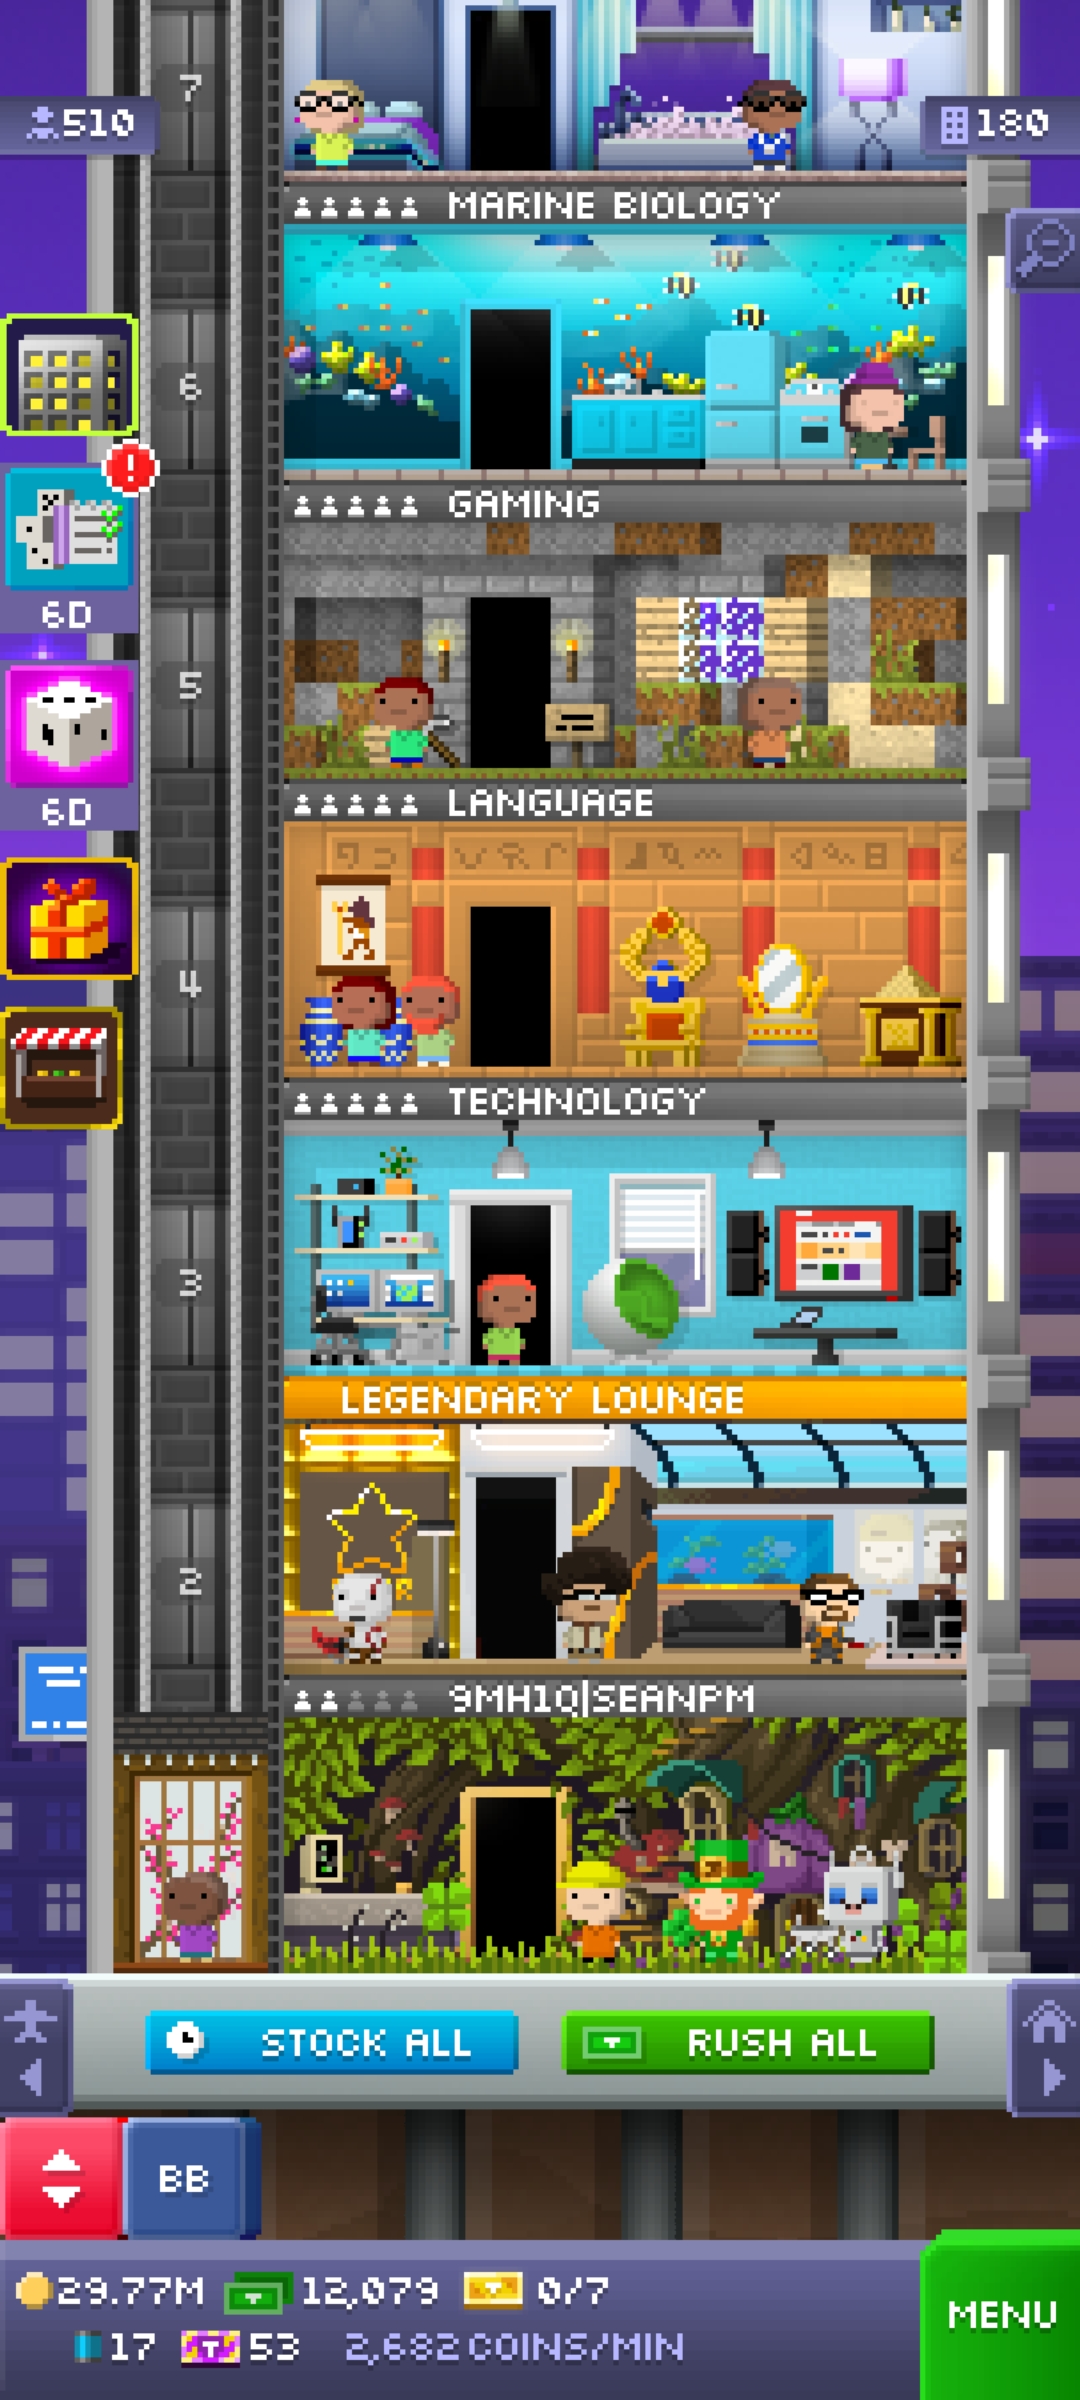 7
510
180
MARINE BIOLOGY
6
GAMING
6D
5
6D
LANGUAGE
4
TECHNOLOGY
3
LEGENDARY LOUNGE
2
9MH1Q|SEANPM
STOCK ALL
RUSH ALL
BB
29.77M
12,079
0/7
MENU
17
53
2,682 COINS/MIN